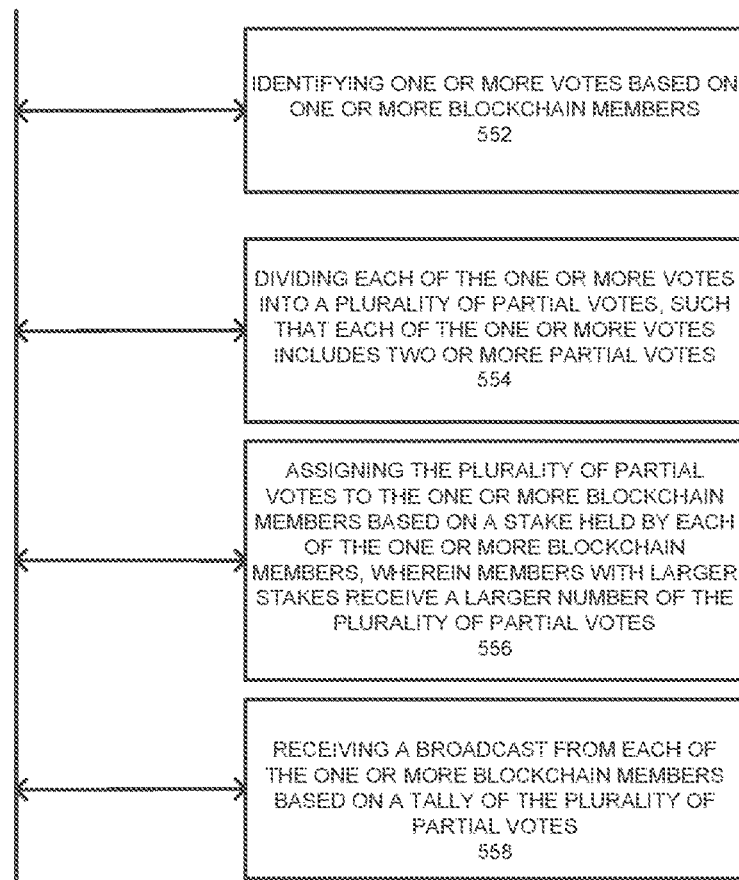 IDENTIFYING ONE OR MORE VOTES BASED ON
ONE OR MORE BLOCKCHAIN MEMBERS
552
DIVIDING EACH OF THE ONE OR MORE VOTES
INTO A PLURALITY OF PARTIAL VOTES, SUCH
THAT EACH OF THE ONE OR MORE VOTES
INCLUDES TWO OR MORE PARTIAL VOTES
554
ASSIGNING THE PLURALITY OF PARTIAL
VOTES TO THE ONE OR MORE BLOCKCHAIN
MEMBERS BASED ON A STAKE HELD BY EACH
OF THE ONE OR MORE BLOCKCHAIN
MEMBERS, WHEREIN MEMBERS WITH LARGER
STAKES RECEIVE A LARGER NUMBER OF THE
PLURALITY OF PARTIAL VOTES
556
RECEIVING A BROADCAST FROM EACH OF
THE ONE OR MORE BLOCKCHAIN MEMBERS
BASED ON A TALLY OF THE PLURALITY OF
PARTIAL VOTES
558